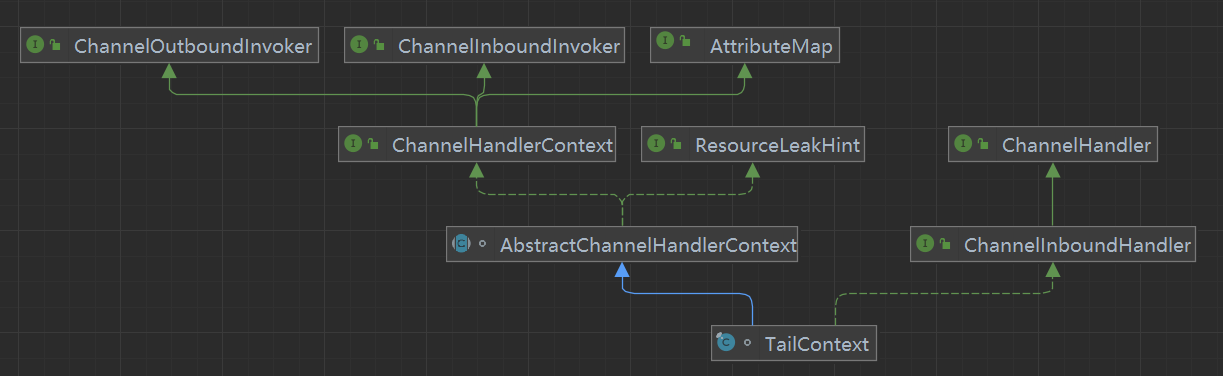 ChannelOutboundInvoker
ChannelInboundInvoker
AttributeMap
ChannelHandlerContext
ResourceLeakHint
ChannelHandler
AbstractChannelHandlerContext
ChannelInboundHandler
TailContext